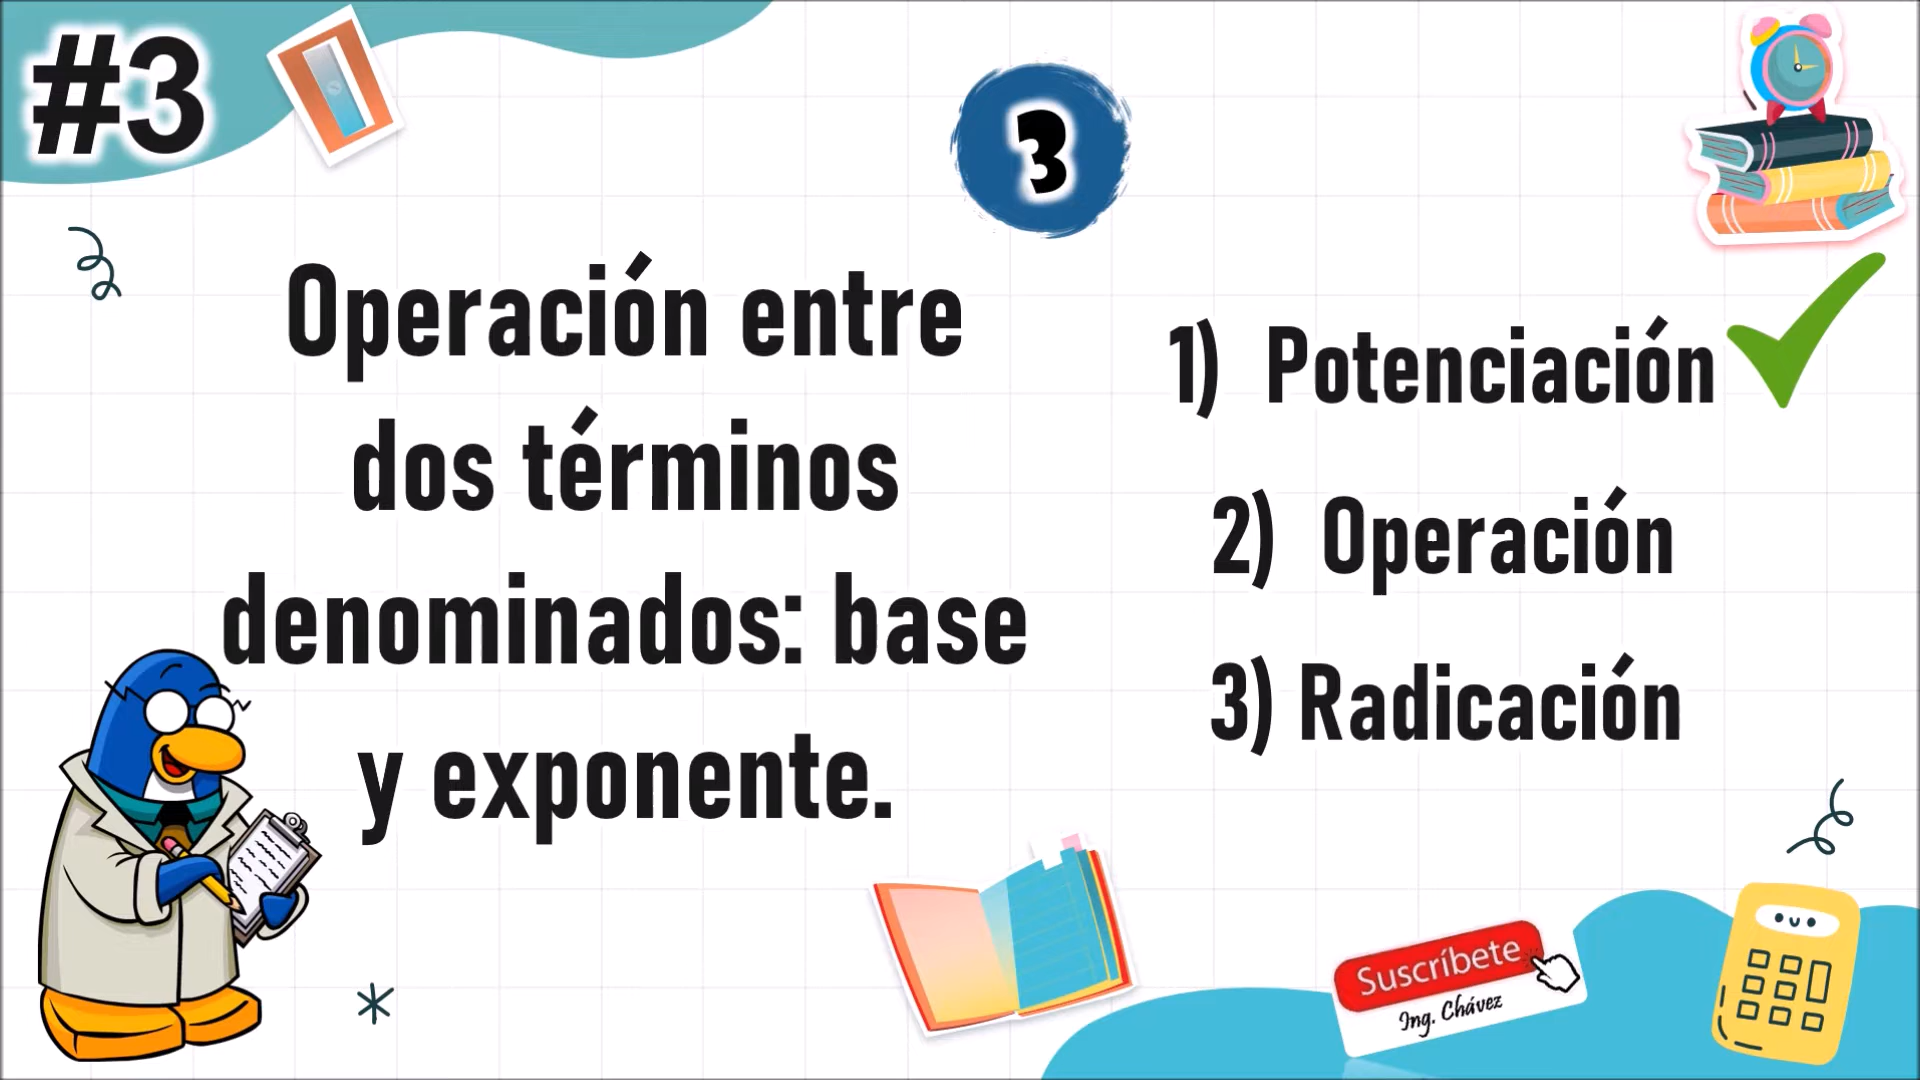 #3
3
Operación entre
dos términos
denominados: base
y exponente.
1) Potenciación
2) Operación
3) Radicación
Suscríbete
Ing. Chávez